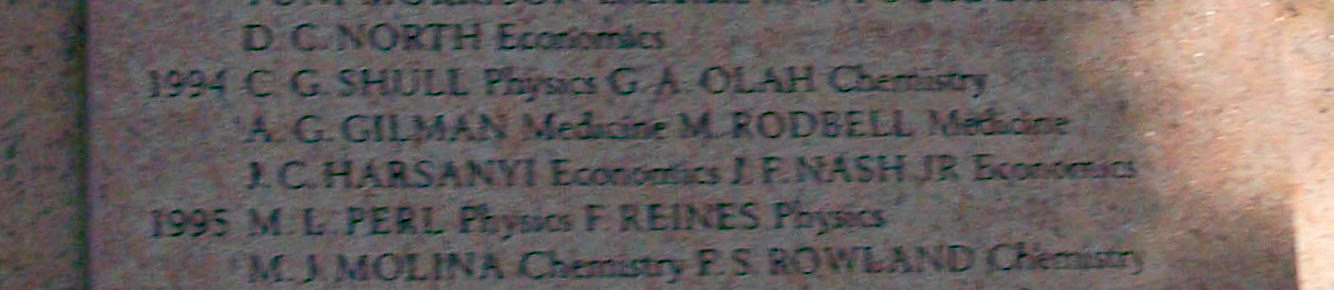 D. C. NORTH Economics
1994 C. G. SHULL Physics G. A. OLAH Chemistry
A. G. GILMAN Medicine M. RODBELL Medicine
J. C. HARSANYI Economics J. F. NASH JR Economics
1995 M. L. PERL Physics F. REINES Physics
M. J. MOLINA Chemistry F. S. ROWLAND Chemistry